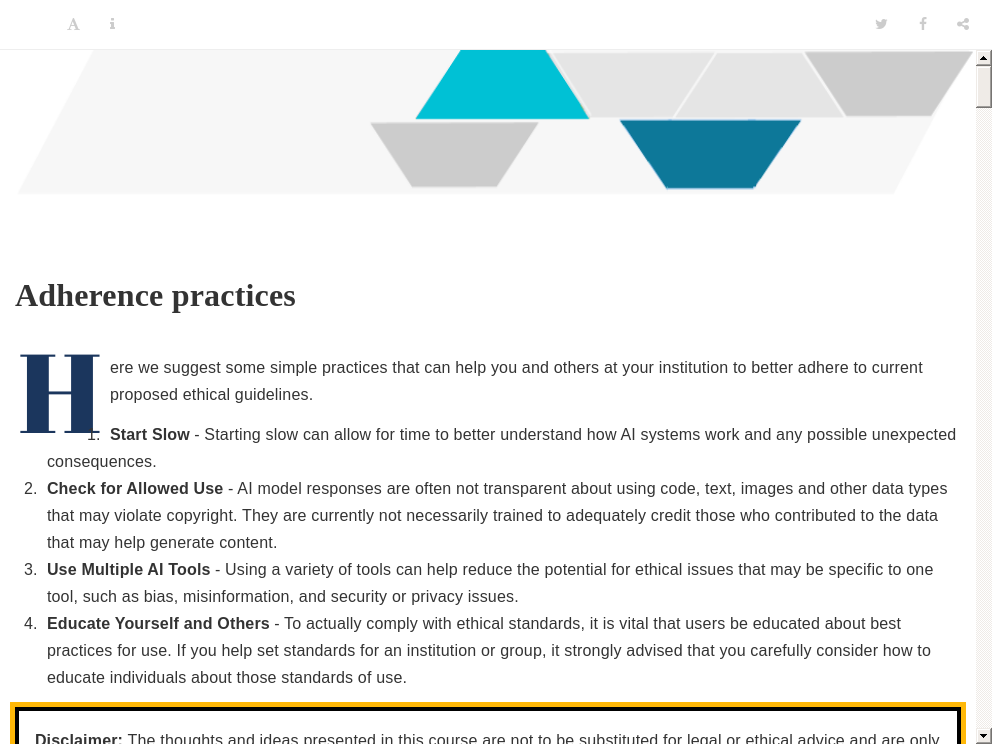 Adherence practices
Here we suggest some simple practices that can help you and others at your institution to better adhere to current
proposed ethical guidelines.
1. Start Slow - Starting slow can allow for time to better understand how AI systems work and any possible unexpected
consequences.
2. Check for Allowed Use - AI model responses are often not transparent about using code, text, images and other data types
that may violate copyright. They are currently not necessarily trained to adequately credit those who contributed to the data
that may help generate content.
3. Use Multiple AI Tools - Using a variety of tools can help reduce the potential for ethical issues that may be specific to one
tool, such as bias, misinformation, and security or privacy issues.
4. Educate Yourself and Others - To actually comply with ethical standards, it is vital that users be educated about best
practices for use. If you help set standards for an institution or group, it strongly advised that you carefully consider how to
educate individuals about those standards of use.
Disclaimer: The thoughts and ideas presented in this course are not to be substituted for legal or ethical advice and are only